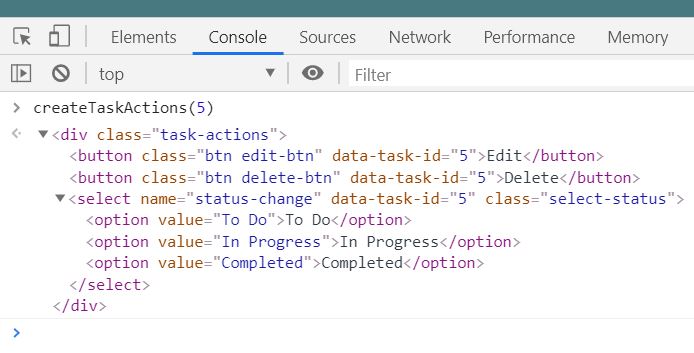 Elements Console Sources Network Performance Memory
top Filter
createTaskActions(5)
<div class="task-actions">
<button class="btn edit-btn" data-task-id="5">Edit</button>
<button class="btn delete-btn" data-task-id="5">Delete</button>
<select name="status-change" data-task-id="5" class="select-status">
<option value="To Do">To Do</option>
<option value="In Progress">In Progress</option>
<option value="Completed">Completed</option>
</select>
</div>